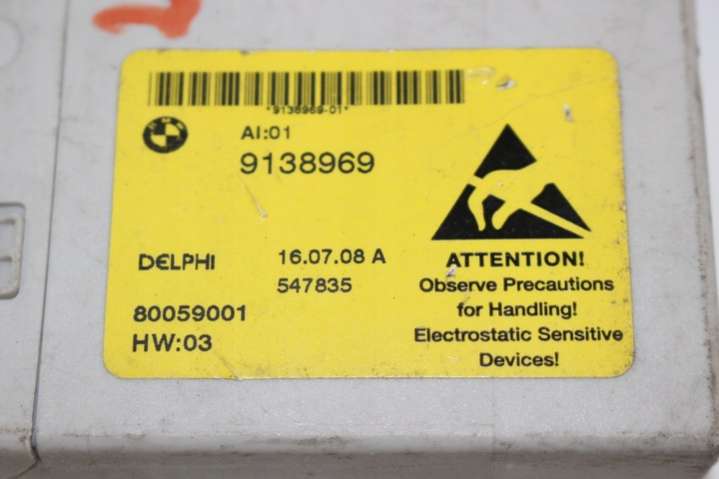 *9138969-01*
AI:01
9138969
DELPHI
16.07.08 A
547835
80059001
HW:03
ATTENTION!
Observe Precautions
for Handling!
Electrostatic Sensitive
Devices!